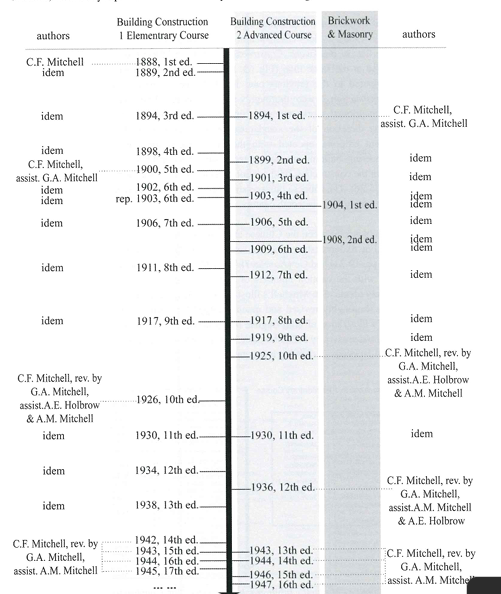 authors
Building Construction
1 Elementrary Course
Building Construction
2 Advanced Course
Brickwork
& Masonry
authors
C.F. Mitchell
1888, 1st ed.
idem
1889, 2nd ed.
idem
1894, 3rd ed.
1894, 1st ed.
C.F. Mitchell,
assist. G.A. Mitchell
idem
1898, 4th ed.
1899, 2nd ed.
idem
C.F. Mitchell,
assist. G.A. Mitchell
1900, 5th ed.
1901, 3rd ed.
idem
idem
1902, 6th ed.
idem
rep. 1903, 6th ed.
1903, 4th ed.
idem
1904, 1st ed.
idem
idem
1906, 7th ed.
1906, 5th ed.
idem
1908, 2nd ed.
idem
1909, 6th ed.
idem
idem
1911, 8th ed.
1912, 7th ed.
idem
idem
1917, 9th ed.
1917, 8th ed.
idem
1919, 9th ed.
idem
1925, 10th ed.
C.F. Mitchell, rev. by
G.A. Mitchell,
assist.A.E. Holbrow
& A.M. Mitchell
C.F. Mitchell, rev. by
G.A. Mitchell,
assist.A.E. Holbrow
& A.M. Mitchell
1926, 10th ed.
idem
1930, 11th ed.
1930, 11th ed.
idem
idem
1934, 12th ed.
1936, 12th ed.
C.F. Mitchell, rev. by
G.A. Mitchell,
assist.A.M. Mitchell
& A.E. Holbrow
idem
1938, 13th ed.
C.F. Mitchell, rev. by
G.A. Mitchell,
assist. A.M. Mitchell
1942, 14th ed.
1943, 15th ed.
1944, 16th ed.
1945, 17th ed.
... ...
1943, 13th ed.
1944, 14th ed.
1946, 15th ed.
1947, 16th ed.
C.F. Mitchell, rev. by
G.A. Mitchell,
assist. A.M. Mitchell